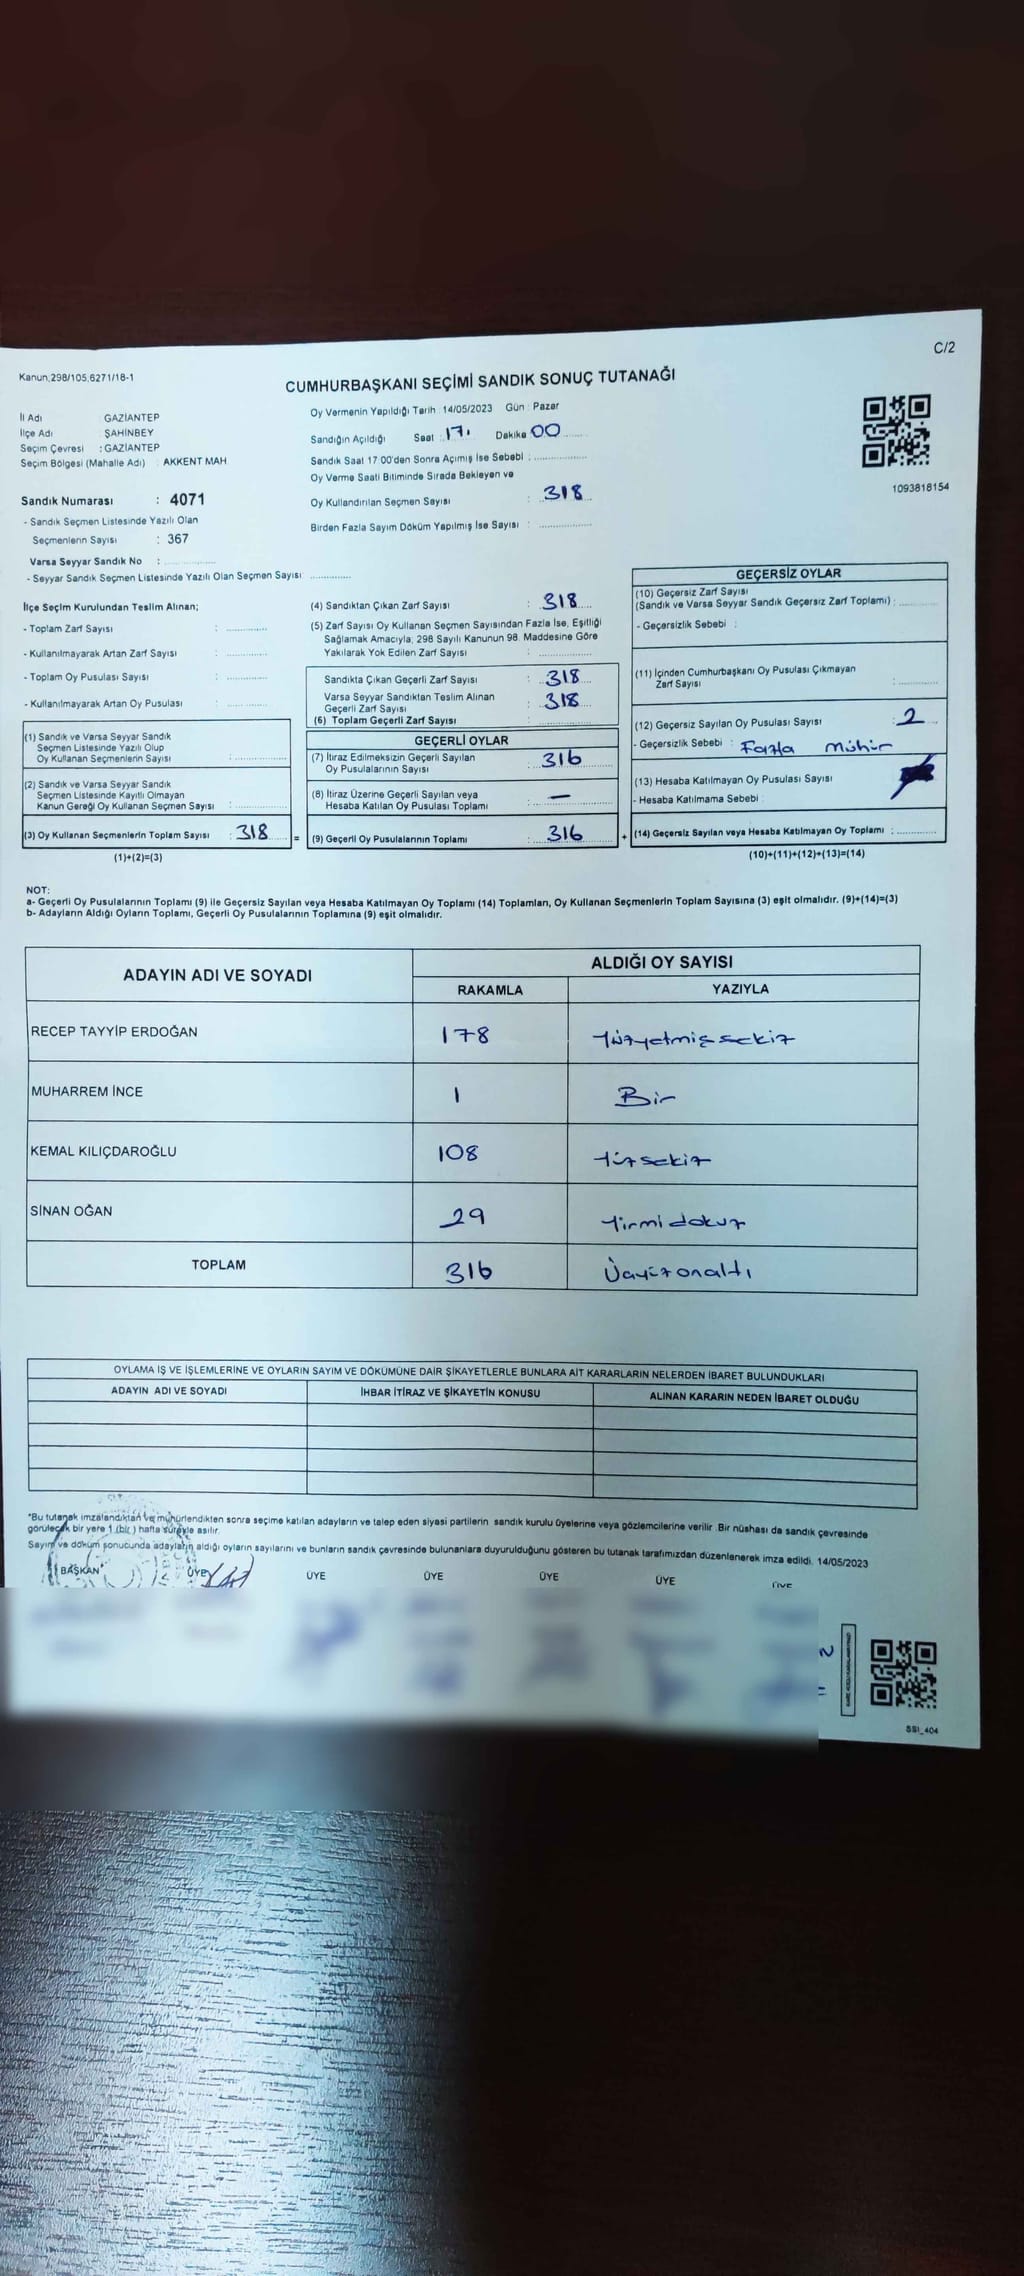 C/2
Kanun;298/105,6271/18-1
CUMHURBAŞKANI SEÇİMİ SANDIK SONUÇ TUTANAĞI
İl Adı GAZİANTEP
İlçe Adı : ŞAHİNBEY
Seçim Çevresi : GAZİANTEP
Seçim Bölgesi (Mahalle Adı) : AKKENT MAH.
Sandık Numarası : 4071
- Sandık Seçmen Listesinde Yazılı Olan
Seçmenlerin Sayısı : 367
Varsa Seyyar Sandık No : ..............
- Seyyar Sandık Seçmen Listesinde Yazılı Olan Seçmen Sayısı: ..............
Oy Vermenin Yapıldığı Tarih : 14/05/2023 Gün : Pazar
Sandığın Açıldığı Saat : 17. Dakika 00
Sandık Saat 17:00'den Sonra Açımış İse Sebebi : ..............
Oy Verme Saati Bitiminde Sırada Bekleyen ve
Oy Kullandırılan Seçmen Sayısı : 318
Birden Fazla Sayım Döküm Yapılmış İse Sayısı : ..............
1093818154
İlçe Seçim Kurulundan Teslim Alınan;
- Toplam Zarf Sayısı : ..............
- Kullanılmayarak Artan Zarf Sayısı : ..............
- Toplam Oy Pusulası Sayısı : ..............
- Kullanılmayarak Artan Oy Pusulası : ..............
(1) Sandık ve Varsa Seyyar Sandık
Seçmen Listesinde Yazılı Olup
Oy Kullanan Seçmenlerin Sayısı : ..............
(2) Sandık ve Varsa Seyyar Sandık
Seçmen Listesinde Kayıtlı Olmayan
Kanun Gereği Oy Kullanan Seçmen Sayısı : ..............
(3) Oy Kullanan Seçmenlerin Toplam Sayısı : 318 =
(1)+(2)=(3)
(4) Sandıktan Çıkan Zarf Sayısı : 318
(5) Zarf Sayısı Oy Kullanan Seçmen Sayısından Fazla İse, Eşitliği
Sağlamak Amacıyla, 298 Sayılı Kanunun 98. Maddesine Göre
Yakılarak Yok Edilen Zarf Sayısı : ..............
Sandıkta Çıkan Geçerli Zarf Sayısı : 318
Varsa Seyyar Sandıktan Teslim Alınan
Geçerli Zarf Sayısı : 318
(6) Toplam Geçerli Zarf Sayısı : ..............
GEÇERLİ OYLAR
(7) İtiraz Edilmeksizin Geçerli Sayılan
Oy Pusulalarının Sayısı : 316
(8) İtiraz Üzerine Geçerli Sayılan veya
Hesaba Katılan Oy Pusulası Toplamı : —
(9) Geçerli Oy Pusulalarının Toplamı : 316 +
GEÇERSİZ OYLAR
(10) Geçersiz Zarf Sayısı
(Sandık ve Varsa Seyyar Sandık Geçersiz Zarf Toplamı) : ..............
- Geçersizlik Sebebi :
(11) İçinden Cumhurbaşkanı Oy Pusulası Çıkmayan
Zarf Sayısı : ..............
(12) Geçersiz Sayılan Oy Pusulası Sayısı : 2
- Geçersizlik Sebebi : Fazla Mühür
(13) Hesaba Katılmayan Oy Pusulası Sayısı
- Hesaba Katılmama Sebebi
(14) Geçersiz Sayılan veya Hesaba Katılmayan Oy Toplamı : ..............
(10)+(11)+(12)+(13)=(14)
NOT:
a- Geçerli Oy Pusulalarının Toplamı (9) ile Geçersiz Sayılan veya Hesaba Katılmayan Oy Toplamı (14) Toplamları, Oy Kullanan Seçmenlerin Toplam Sayısına (3) eşit olmalıdır. (9)+(14)=(3)
b- Adayların Aldığı Oyların Toplamı, Geçerli Oy Pusulalarının Toplamına (9) eşit olmalıdır.
ADAYIN ADI VE SOYADI ALDIĞI OY SAYISI
RAKAMLA YAZIYLA
RECEP TAYYİP ERDOĞAN 178 Yüzyetmişsekiz
MUHARREM İNCE 1 Bir
KEMAL KILIÇDAROĞLU 108 Yüzsekiz
SİNAN OĞAN 29 Yirmidokuz
TOPLAM 316 Üçyüzonaltı
OYLAMA İŞ VE İŞLEMLERİNE VE OYLARIN SAYIM VE DÖKÜMÜNE DAİR ŞİKAYETLERLE BUNLARA AİT KARARLARIN NELERDEN İBARET BULUNDUKLARI
ADAYIN ADI VE SOYADI İHBAR İTİRAZ VE ŞİKAYETİN KONUSU ALINAN KARARIN NEDEN İBARET OLDUĞU
*Bu tutanak imzalandıktan ve mühürlendikten sonra seçime katılan adayların ve talep eden siyasi partilerin sandık kurulu üyelerine veya gözlemcilerine verilir. Bir nüshası da sandık çevresinde
görülecek bir yere 1 (bir ) hafta süreyle asılır.
Sayım ve döküm sonucunda adayların aldığı oyların sayılarını ve bunların sandık çevresinde bulunanlara duyurulduğunu gösteren bu tutanak tarafımızdan düzenlenerek imza edildi. 14/05/2023
BAŞKAN ÜYE ÜYE ÜYE ÜYE ÜYE ÜYE
SSI_404